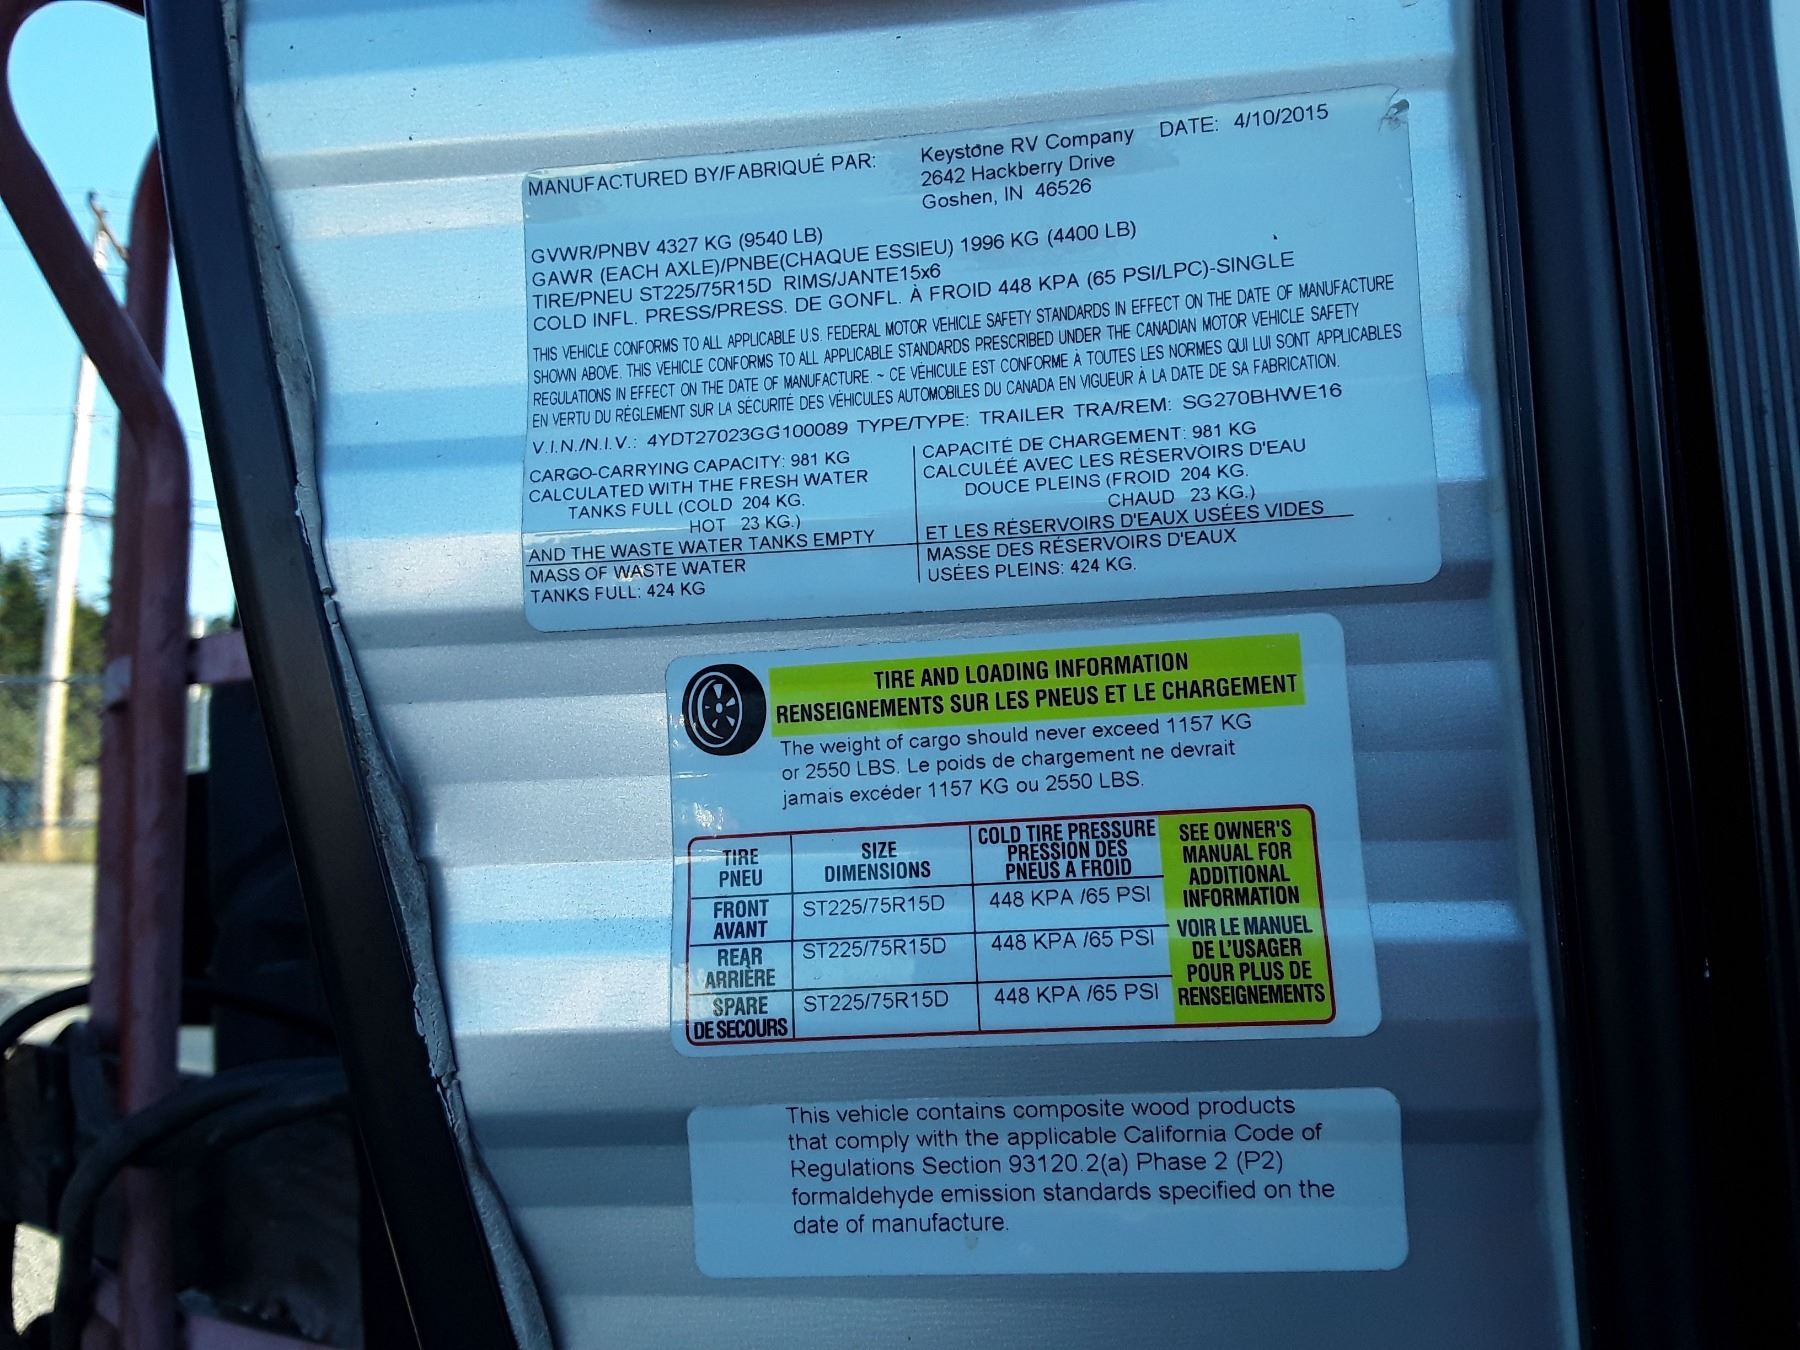 MANUFACTURED BY/FABRIQUÉ PAR: Keystone RV Company DATE: 4/10/2015
2642 Hackberry Drive
Goshen, IN 46526
GVWR/PNBV 4327 KG (9540 LB)
GAWR (EACH AXLE)/PNBE(CHAQUE ESSIEU) 1996 KG (4400 LB)
TIRE/PNEU ST225/75R15D RIMS/JANTE15x6
COLD INFL. PRESS/PRESS. DE GONFL. À FROID 448 KPA (65 PSI/LPC)-SINGLE
THIS VEHICLE CONFORMS TO ALL APPLICABLE U.S. FEDERAL MOTOR VEHICLE SAFETY STANDARDS IN EFFECT ON THE DATE OF MANUFACTURE
SHOWN ABOVE. THIS VEHICLE CONFORMS TO ALL APPLICABLE STANDARDS PRESCRIBED UNDER THE CANADIAN MOTOR VEHICLE SAFETY
REGULATIONS IN EFFECT ON THE DATE OF MANUFACTURE ~ CE VÉHICULE EST CONFORME À TOUTES LES NORMES QUI LUI SONT APPLICABLES
EN VERTU DU RÈGLEMENT SUR LA SÉCURITÉ DES VÉHICULES AUTOMOBILES DU CANADA EN VIGUEUR À LA DATE DE SA FABRICATION.
V.I.N./N.I.V.: 4YDT27023GG100089 TYPE/TYPE: TRAILER TRA/REM: SG270BHWE16
CARGO-CARRYING CAPACITY: 981 KG
CALCULATED WITH THE FRESH WATER
TANKS FULL (COLD 204 KG.
HOT 23 KG.)
AND THE WASTE WATER TANKS EMPTY
MASS OF WASTE WATER
TANKS FULL: 424 KG
CAPACITÉ DE CHARGEMENT: 981 KG
CALCULÉÉ AVEC LES RÉSERVOIRS D'EAU
DOUCE PLEINS (FROID 204 KG.
CHAUD 23 KG.)
ET LES RÉSERVOIRS D'EAUX USÉES VIDES
MASSE DES RÉSERVOIRS D'EAUX
USÉES PLEINS: 424 KG.
TIRE AND LOADING INFORMATION
RENSEIGNEMENTS SUR LES PNEUS ET LE CHARGEMENT
The weight of cargo should never exceed 1157 KG
or 2550 LBS. Le poids de chargement ne devrait
jamais excéder 1157 KG ou 2550 LBS.
TIRE
PNEU
SIZE
DIMENSIONS
COLD TIRE PRESSURE
PRESSION DES
PNEUS A FROID
FRONT
AVANT
ST225/75R15D
448 KPA /65 PSI
REAR
ARRIÈRE
ST225/75R15D
448 KPA /65 PSI
SPARE
DE SECOURS
ST225/75R15D
448 KPA /65 PSI
SEE OWNER'S
MANUAL FOR
ADDITIONAL
INFORMATION
VOIR LE MANUEL
DE L'USAGER
POUR PLUS DE
RENSEIGNEMENTS
This vehicle contains composite wood products
that comply with the applicable California Code of
Regulations Section 93120.2(a) Phase 2 (P2)
formaldehyde emission standards specified on the
date of manufacture.